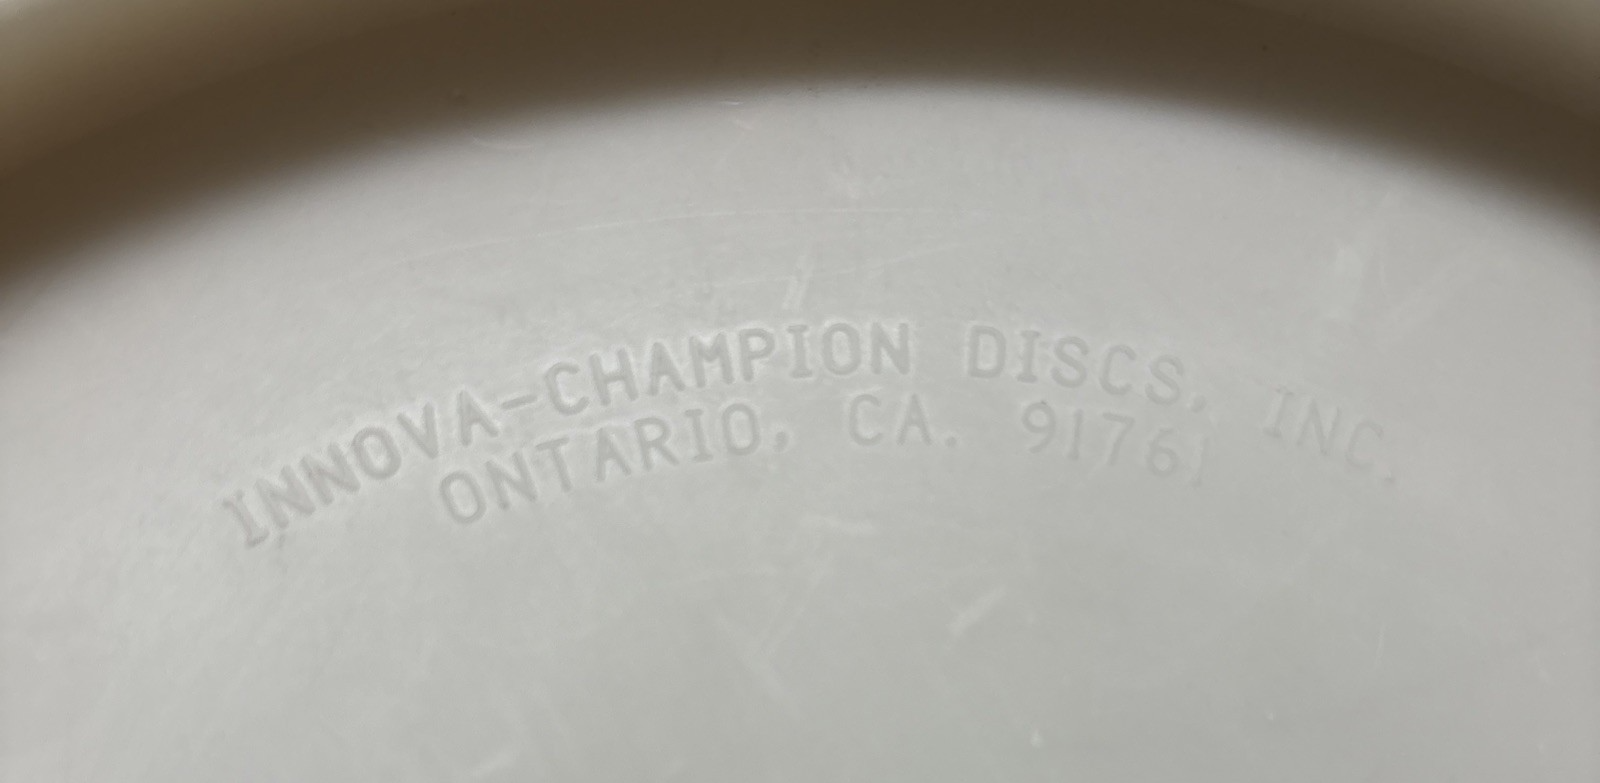 INNOVA-CHAMPION DISCS, INC.
ONTARIO, CA. 91761